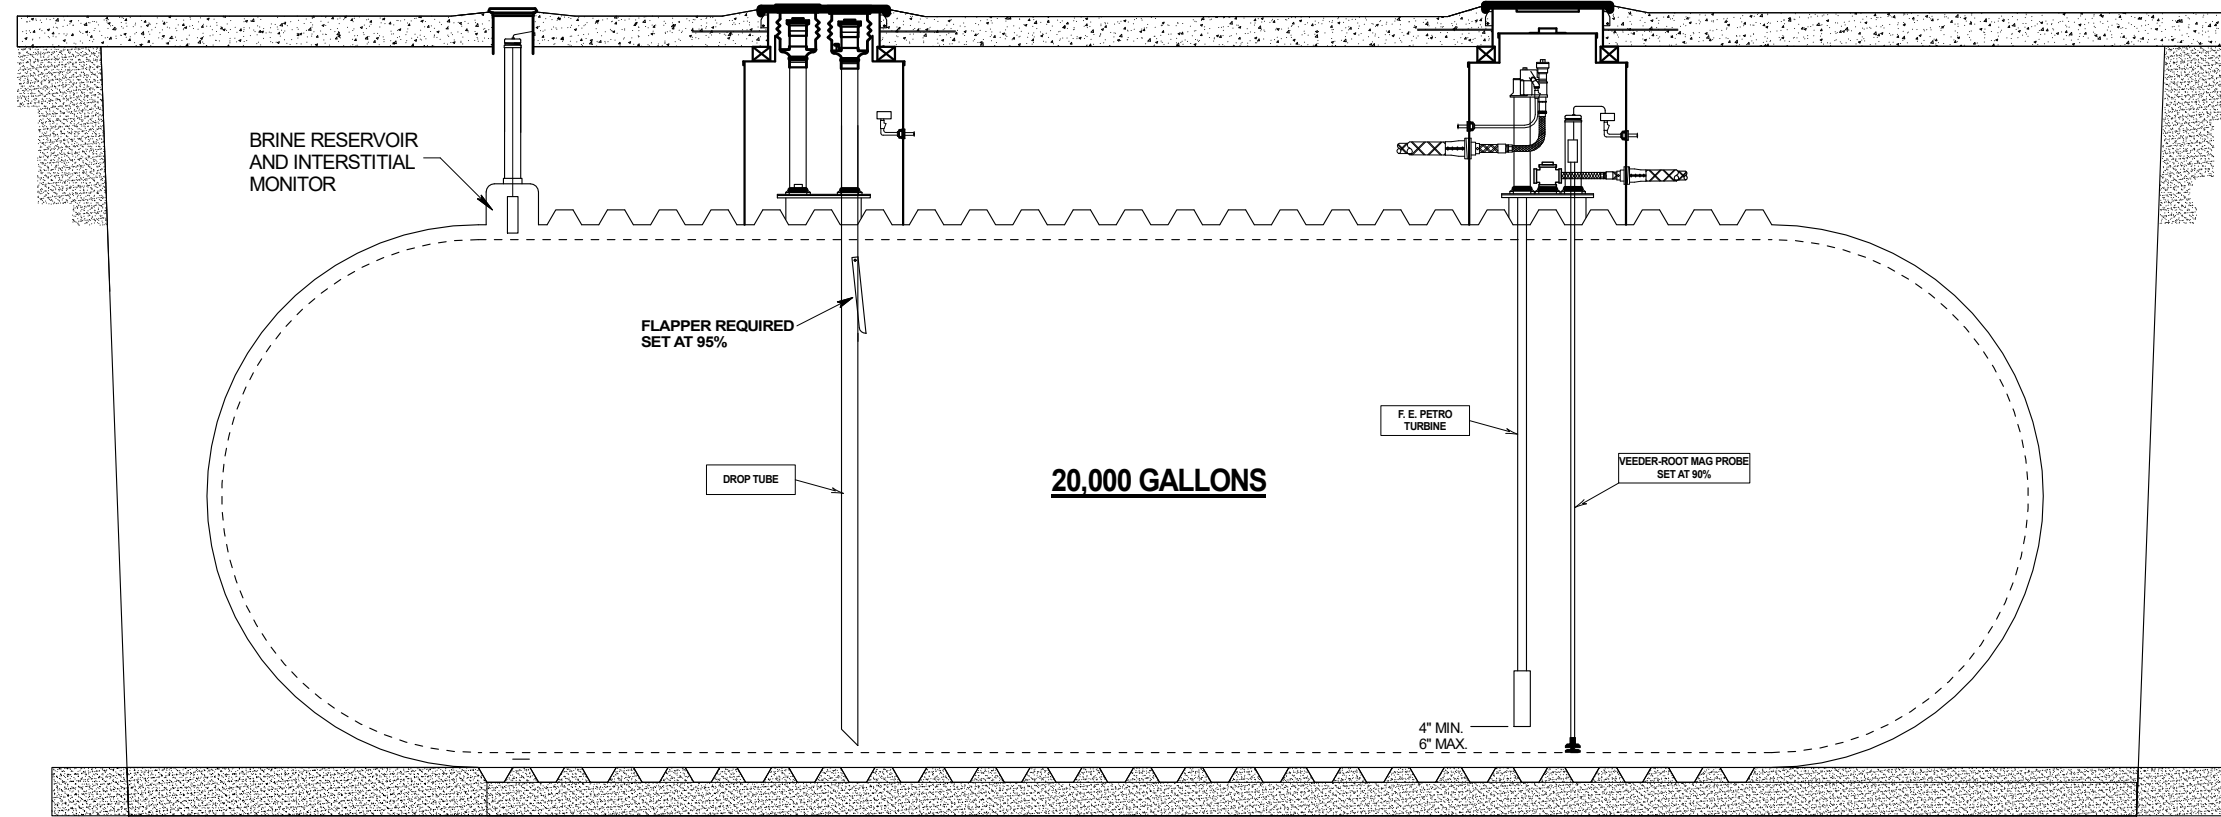 BRINE RESERVOIR
AND INTERSTITIAL
MONITOR
FLAPPER REQUIRED
SET AT 95%
F. E. PETRO
TURBINE
VEEDER-ROOT MAG PROBE
SET AT 90%
DROP TUBE
20,000 GALLONS
4" MIN.
6" MAX.